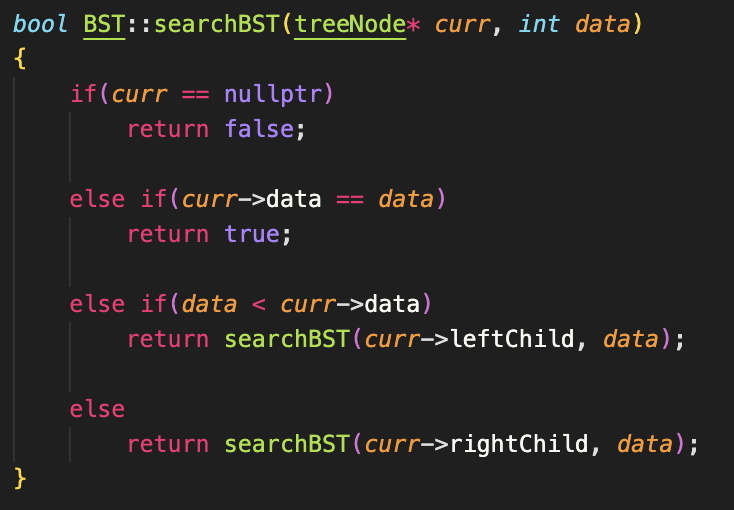 bool BST::searchBST(treeNode* curr, int data)
{
if(curr == nullptr)
return false;
else if(curr->data == data)
return true;
else if(data < curr->data)
return searchBST(curr->leftChild, data);
else
return searchBST(curr->rightChild, data);
}